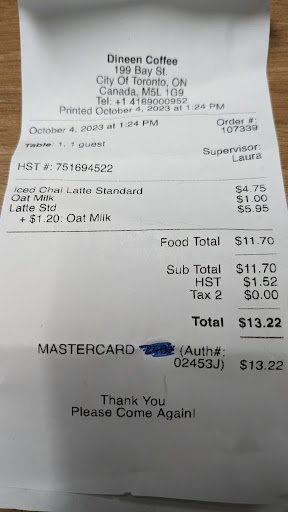 Dineen Coffee
199 Bay St.
City Of Toronto, ON
Canada, M5L 1G9
Tel: +1 4169000952
Printed October 4, 2023 at 1:24 PM
October 4, 2023 at 1:24 PM Order #: 107339
Table: 1, 1 guest Supervisor: Laura
HST #: 751694522
Iced Chai Latte Standard $4.75
Oat Milk $1.00
Latte Std $5.95
+ $1.20: Oat Milk
Food Total $11.70
Sub Total $11.70
HST $1.52
Tax 2 $0.00
Total $13.22
MASTERCARD (Auth#:
02453J) $13.22
Thank You
Please Come Again!